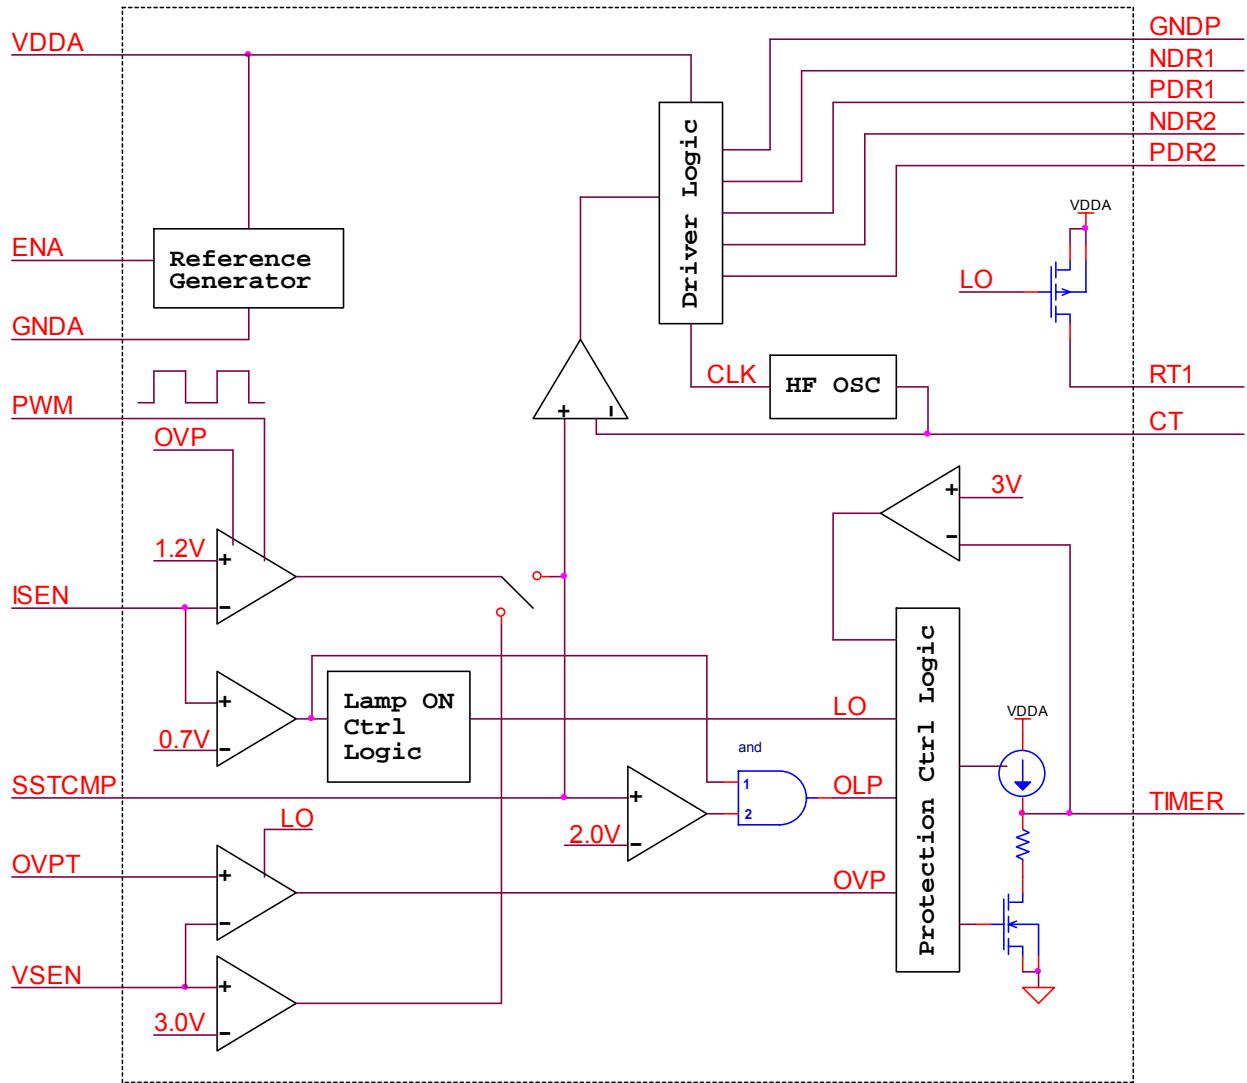 VDDA
GNDP
NDR1
PDR1
NDR2
PDR2
Driver Logic
VDDA
ENA
Reference
Generator
LO
GNDA
CLK
HF OSC
RT1
PWM
+
-
CT
OVP
+
3V
-
1.2V
+
ISEN
-
Protection Ctrl Logic
+
0.7V
-
Lamp ON
Ctrl
Logic
LO
VDDA
and
SSTCMP
+
1
2
OLP
TIMER
2.0V
-
LO
OVPT
+
OVP
-
VSEN
+
3.0V
-